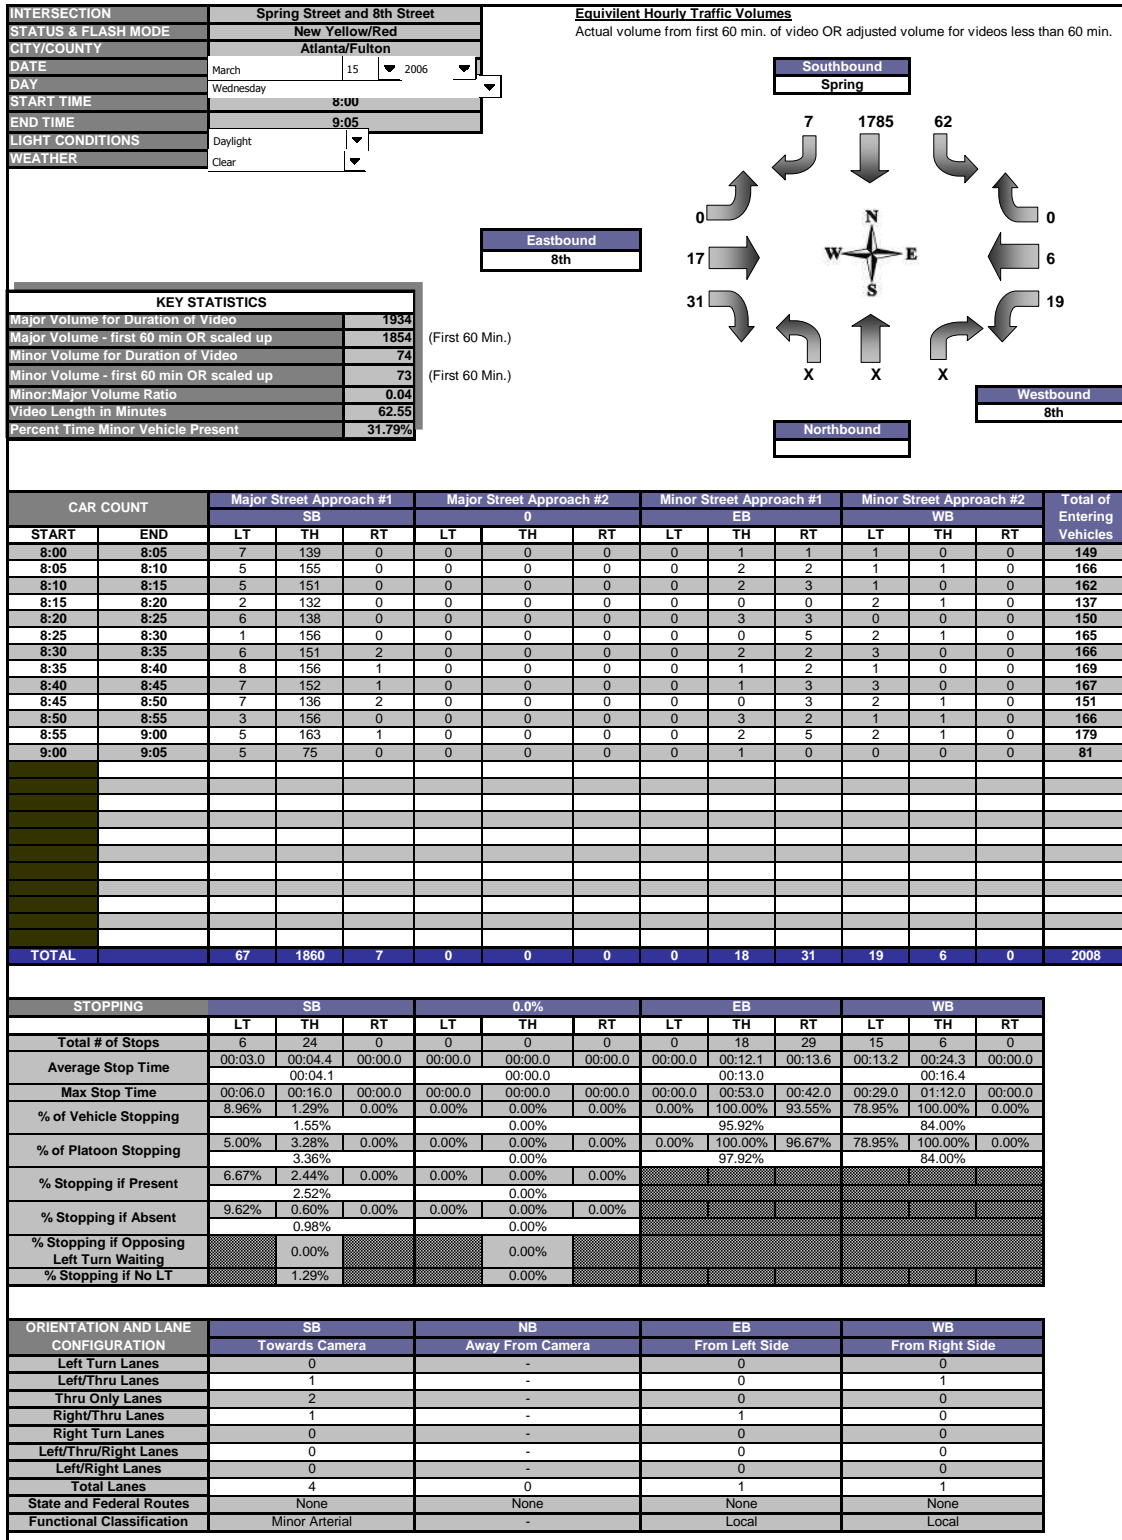 INTERSECTION Spring Street and 8th Street
STATUS & FLASH MODE New Yellow/Red
CITY/COUNTY Atlanta/Fulton
DATE March 15 2006
DAY Wednesday
START TIME 8:00
END TIME 9:05
LIGHT CONDITIONS Daylight
WEATHER Clear
Equivilent Hourly Traffic Volumes
Actual volume from first 60 min. of video OR adjusted volume for videos less than 60 min.
Southbound
Spring
7 1785 62
0 N 0
Eastbound
8th
17 W E 6
S
31 19
X X X
Westbound
8th
Northbound
KEY STATISTICS
Major Volume for Duration of Video 1934
Major Volume - first 60 min OR scaled up 1854 (First 60 Min.)
Minor Volume for Duration of Video 74
Minor Volume - first 60 min OR scaled up 73 (First 60 Min.)
Minor:Major Volume Ratio 0.04
Video Length in Minutes 62.55
Percent Time Minor Vehicle Present 31.79%
CAR COUNT Major Street Approach #1 Major Street Approach #2 Minor Street Approach #1 Minor Street Approach #2 Total of
SB 0 EB WB Entering
START END LT TH RT LT TH RT LT TH RT LT TH RT Vehicles
8:00 8:05 7 139 0 0 0 0 0 1 1 1 0 0 149
8:05 8:10 5 155 0 0 0 0 0 2 2 1 1 0 166
8:10 8:15 5 151 0 0 0 0 0 2 3 1 0 0 162
8:15 8:20 2 132 0 0 0 0 0 0 0 2 1 0 137
8:20 8:25 6 138 0 0 0 0 0 3 3 0 0 0 150
8:25 8:30 1 156 0 0 0 0 0 0 5 2 1 0 165
8:30 8:35 6 151 2 0 0 0 0 2 2 3 0 0 166
8:35 8:40 8 156 1 0 0 0 0 1 2 1 0 0 169
8:40 8:45 7 152 1 0 0 0 0 1 3 3 0 0 167
8:45 8:50 7 136 2 0 0 0 0 0 3 2 1 0 151
8:50 8:55 3 156 0 0 0 0 0 3 2 1 1 0 166
8:55 9:00 5 163 1 0 0 0 0 2 5 2 1 0 179
9:00 9:05 5 75 0 0 0 0 0 1 0 0 0 0 81
TOTAL 67 1860 7 0 0 0 0 18 31 19 6 0 2008
STOPPING SB 0.0% EB WB
LT TH RT LT TH RT LT TH RT LT TH RT
Total # of Stops 6 24 0 0 0 0 0 18 29 15 6 0
Average Stop Time 00:03.0 00:04.4 00:00.0 00:00.0 00:00.0 00:00.0 00:00.0 00:12.1 00:13.6 00:13.2 00:24.3 00:00.0
00:04.1 00:00.0 00:13.0 00:16.4
Max Stop Time 00:06.0 00:16.0 00:00.0 00:00.0 00:00.0 00:00.0 00:00.0 00:53.0 00:42.0 00:29.0 01:12.0 00:00.0
% of Vehicle Stopping 8.96% 1.29% 0.00% 0.00% 0.00% 0.00% 0.00% 100.00% 93.55% 78.95% 100.00% 0.00%
1.55% 0.00% 95.92% 84.00%
% of Platoon Stopping 5.00% 3.28% 0.00% 0.00% 0.00% 0.00% 0.00% 100.00% 96.67% 78.95% 100.00% 0.00%
3.36% 0.00% 97.92% 84.00%
% Stopping if Present 6.67% 2.44% 0.00% 0.00% 0.00% 0.00%
2.52% 0.00%
% Stopping if Absent 9.62% 0.60% 0.00% 0.00% 0.00% 0.00%
0.98% 0.00%
% Stopping if Opposing
Left Turn Waiting 0.00% 0.00%
% Stopping if No LT 1.29% 0.00%
ORIENTATION AND LANE SB NB EB WB
CONFIGURATION Towards Camera Away From Camera From Left Side From Right Side
Left Turn Lanes 0 - 0 0
Left/Thru Lanes 1 - 0 1
Thru Only Lanes 2 - 0 0
Right/Thru Lanes 1 - 1 0
Right Turn Lanes 0 - 0 0
Left/Thru/Right Lanes 0 - 0 0
Left/Right Lanes 0 - 0 0
Total Lanes 4 0 1 1
State and Federal Routes None None None None
Functional Classification Minor Arterial - Local Local